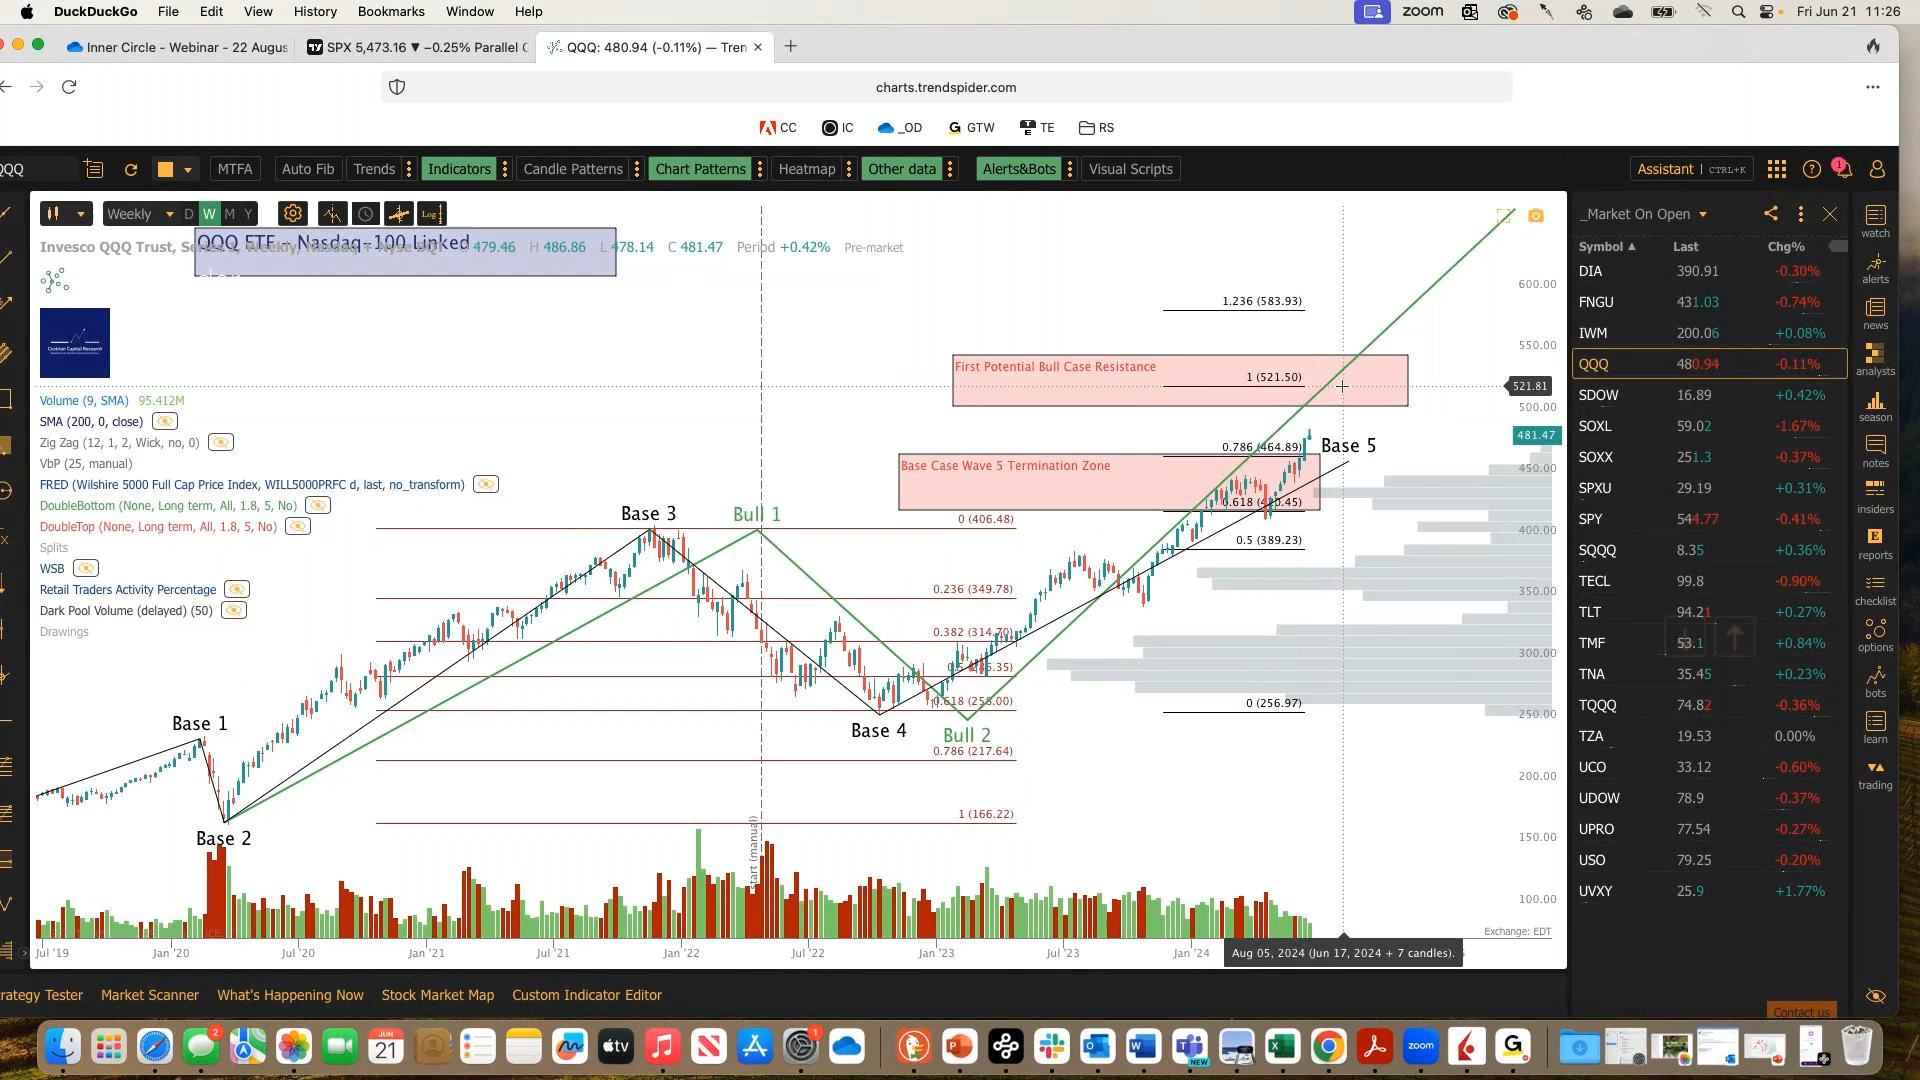 DuckDuckGo File Edit View History Bookmarks Window Help
zoom Fri Jun 21 11:26
Inner Circle - Webinar - 22 Augus
SPX 5,473.16 ▼ −0.25% Parallel C
QQQ: 480.94 (-0.11%) — Tren
charts.trendspider.com
CC IC _OD GTW TE RS
QQQ MTFA Auto Fib Trends Indicators Candle Patterns Chart Patterns Heatmap Other data Alerts&Bots Visual Scripts
Assistant | CTRL+K
1
Weekly D W M Y
Log
QQQ ETF - Nasdaq-100 Linked
479.46 H 486.86 L 478.14 C 481.47 Period +0.42% Pre-market
Cestrian Capital Research
Volume (9, SMA) 95.412M
SMA (200, 0, close)
Zig Zag (12, 1, 2, Wick, no, 0)
VbP (25, manual)
FRED (Wilshire 5000 Full Cap Price Index, WILL5000PRFC d, last, no_transform)
DoubleBottom (None, Long term, All, 1.8, 5, No)
DoubleTop (None, Long term, All, 1.8, 5, No)
Splits
WSB
Retail Traders Activity Percentage
Dark Pool Volume (delayed) (50)
Drawings
1.236 (583.93)
First Potential Bull Case Resistance
1 (521.50)
0.786 (464.89)
Base Case Wave 5 Termination Zone
0.5 (389.23)
0 (256.97)
0 (406.48)
0.236 (349.78)
0.382 (314.70)
0.618 (258.00)
0.786 (217.64)
1 (166.22)
Base 1
Base 2
Base 3
Bull 1
Base 4
Bull 2
Base 5
start (manual)
600.00
550.00
521.81
500.00
481.47
450.00
400.00
350.00
300.00
250.00
200.00
150.00
100.00
Exchange: EDT
Jul '19 Jan '20 Jul '20 Jan '21 Jul '21 Jan '22 Jul '22 Jan '23 Jul '23 Jan '24
Aug 05, 2024 (Jun 17, 2024 + 7 candles).
_Market On Open
Symbol Last Chg%
DIA 390.91 -0.30%
FNGU 431.03 -0.74%
IWM 200.06 +0.08%
QQQ 480.94 -0.11%
SDOW 16.89 +0.42%
SOXL 59.02 -1.67%
SOXX 251.3 -0.37%
SPXU 29.19 +0.31%
SPY 544.77 -0.41%
SQQQ 8.35 +0.36%
TECL 99.8 -0.90%
TLT 94.21 +0.27%
TMF 53.1 +0.84%
TNA 35.45 +0.23%
TQQQ 74.82 -0.36%
TZA 19.53 0.00%
UCO 33.12 -0.60%
UDOW 78.9 -0.37%
UPRO 77.54 -0.27%
USO 79.25 -0.20%
UVXY 25.9 +1.77%
watch
alerts
news
analysts
season
notes
insiders
reports
checklist
options
bots
learn
trading
Contact us
rategy Tester Market Scanner What's Happening Now Stock Market Map Custom Indicator Editor
2
JUN
21
tv
1
NEW
zoom